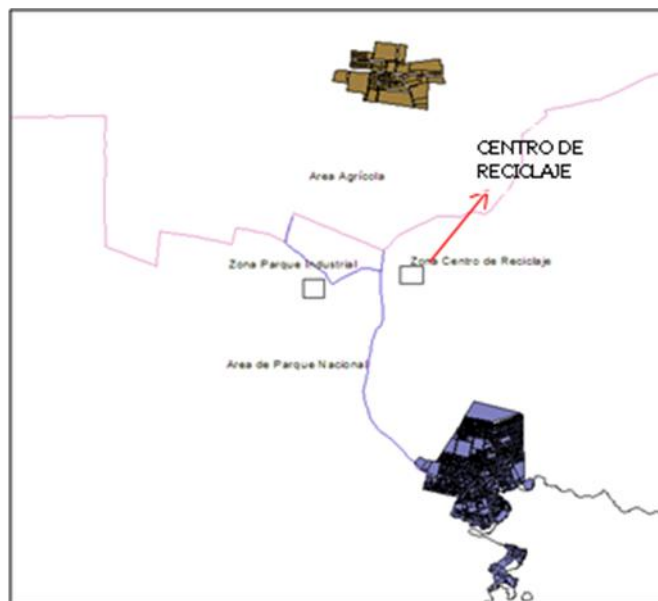 CENTRO DE
RECICLAJE
Area Agrícola
Zona Parque Industrial
Zona Centro de Reciclaje
Area de Parque Nacional